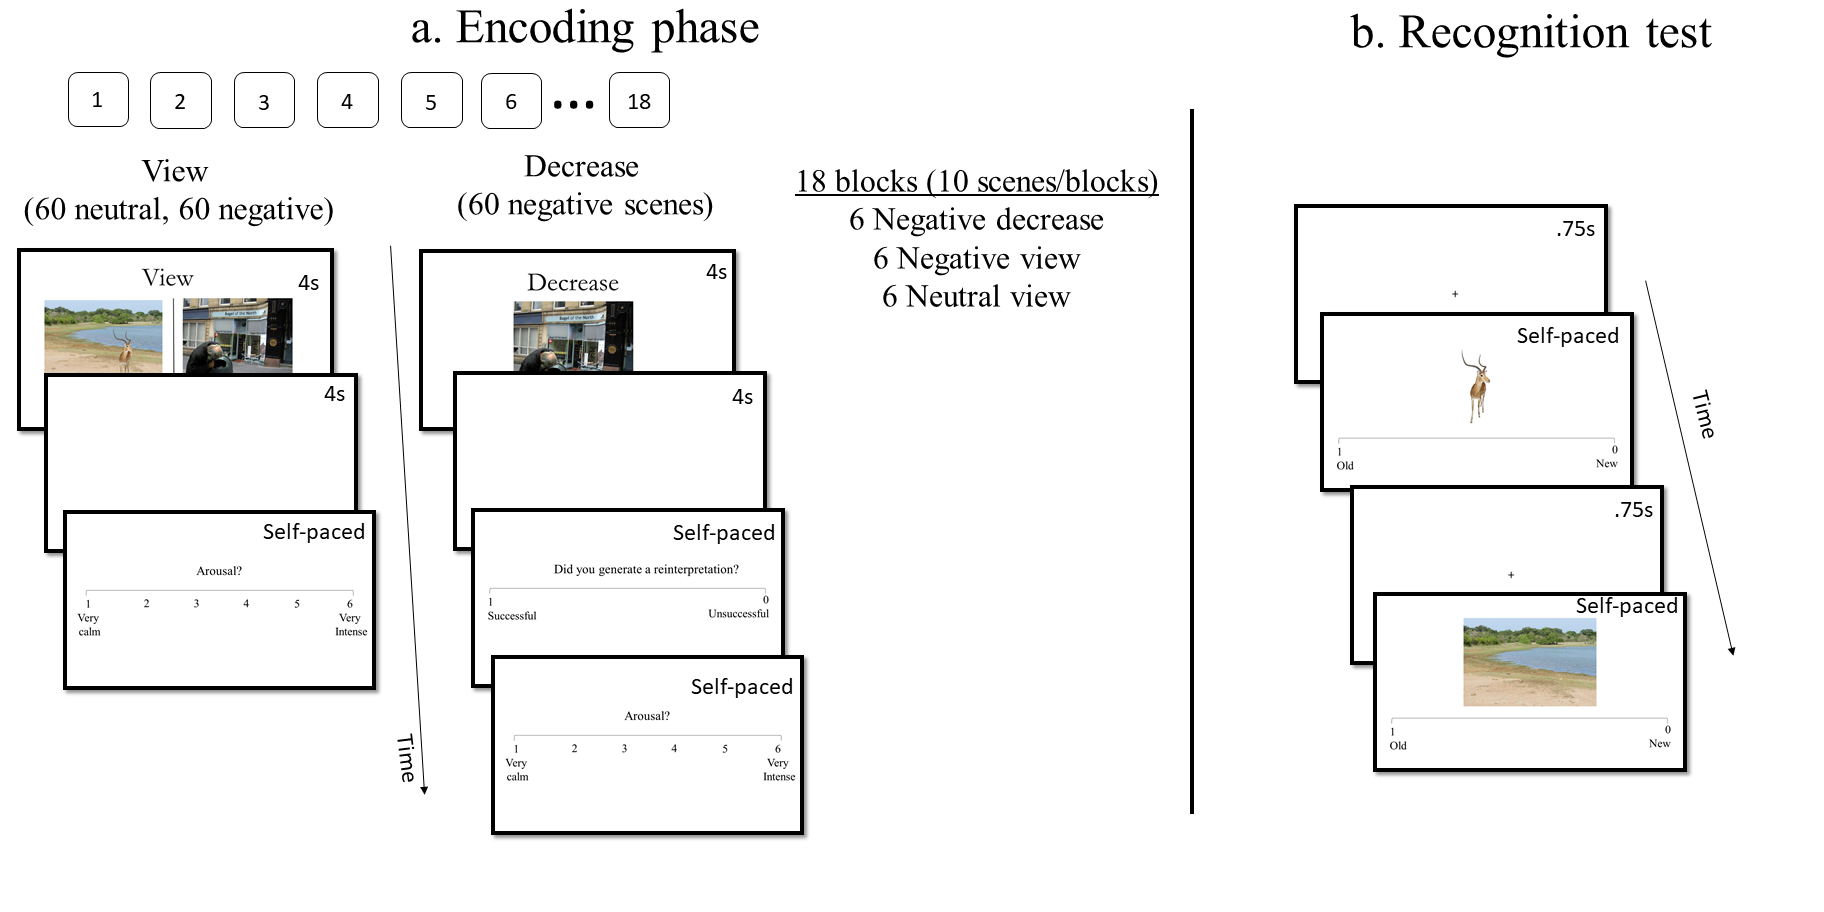 a. Encoding phase
1 2 3 4 5 6 ... 18
View
(60 neutral, 60 negative)
View
4s
4s
Self-paced
Arousal?
1 2 3 4 5 6
Very calm
Very Intense
Decrease
(60 negative scenes)
Decrease
4s
4s
Self-paced
Did you generate a reinterpretation?
1 0
Successful Unsuccessful
Self-paced
Arousal?
1 2 3 4 5 6
Very calm
Very Intense
Time
18 blocks (10 scenes/blocks)
6 Negative decrease
6 Negative view
6 Neutral view
b. Recognition test
.75s
+
Self-paced
1 0
Old New
.75s
+
Self-paced
1 0
Old New
Time